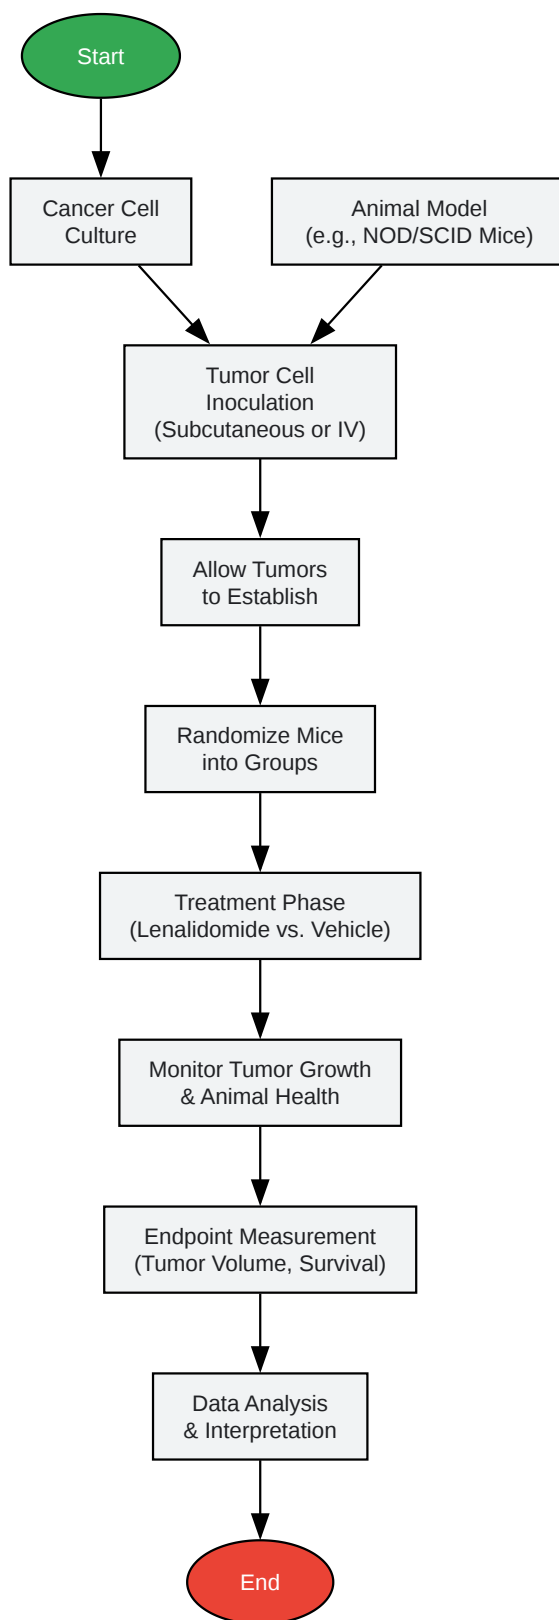 Start
Cancer Cell
Culture
Animal Model
(e.g., NOD/SCID Mice)
Tumor Cell
Inoculation
(Subcutaneous or IV)
Allow Tumors
to Establish
Randomize Mice
into Groups
Treatment Phase
(Lenalidomide vs. Vehicle)
Monitor Tumor Growth
& Animal Health
Endpoint Measurement
(Tumor Volume, Survival)
Data Analysis
& Interpretation
End